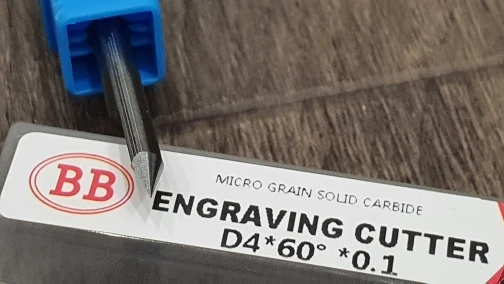 BB
MICRO GRAIN SOLID CARBIDE
ENGRAVING CUTTER
D4*60° *0.1